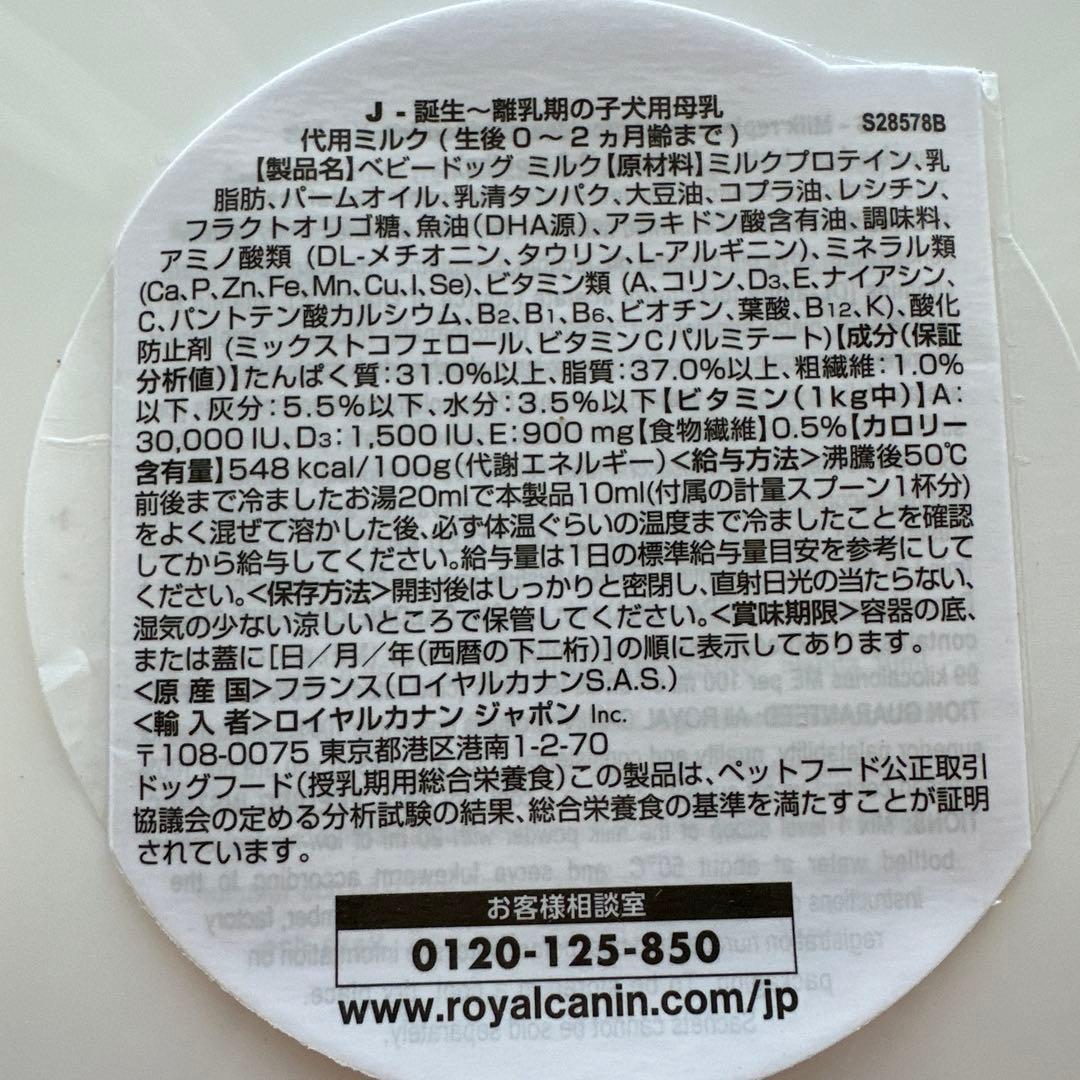 J - 誕生～離乳期の子犬用母乳
代用ミルク (生後０～２ヵ月齢まで)
S28578B
【製品名】ベビードッグ ミルク【原材料】ミルクプロテイン、乳
脂肪、パームオイル、乳清タンパク、大豆油、コプラ油、レシチン、
フラクトオリゴ糖、魚油(DHA源)、アラキドン酸含有油、調味料、
アミノ酸類 (DL-メチオニン、タウリン、L-アルギニン)、ミネラル類
(Ca、P、Zn、Fe、Mn、Cu、I、Se)、ビタミン類 (A、コリン、D3、E、ナイアシン、
C、パントテン酸カルシウム、B2、B1、B6、ビオチン、葉酸、B12、K)、酸化
防止剤 (ミックストコフェロール、ビタミンCパルミテート)【成分(保証
分析値)】たんぱく質：31.0%以上、脂質：37.0%以上、粗繊維：1.0%
以下、灰分：5.5%以下、水分：3.5%以下【ビタミン(1kg中)】A：
30,000 IU、D3：1,500 IU、E：900 mg【食物繊維】0.5%【カロリー
含有量】548 kcal/100g(代謝エネルギー)<給与方法>沸騰後50℃
前後まで冷ましたお湯20mlで本製品10ml(付属の計量スプーン1杯分)
をよく混ぜて溶かした後、必ず体温ぐらいの温度まで冷ましたことを確認
してから給与してください。給与量は1日の標準給与量目安を参考にして
ください。<保存方法>開封後はしっかりと密閉し、直射日光の当たらない、
湿気の少ない涼しいところで保管してください。<賞味期限>容器の底、
または蓋に[日／月／年(西暦の下二桁)]の順に表示してあります。
<原 産 国>フランス(ロイヤルカナンS.A.S.)
<輸 入 者>ロイヤルカナン ジャポン Inc.
〒108-0075 東京都港区港南1-2-70
ドッグフード(授乳期用総合栄養食)この製品は、ペットフード公正取引
協議会の定める分析試験の結果、総合栄養食の基準を満たすことが証明
されています。
お客様相談室
0120-125-850
www.royalcanin.com/jp